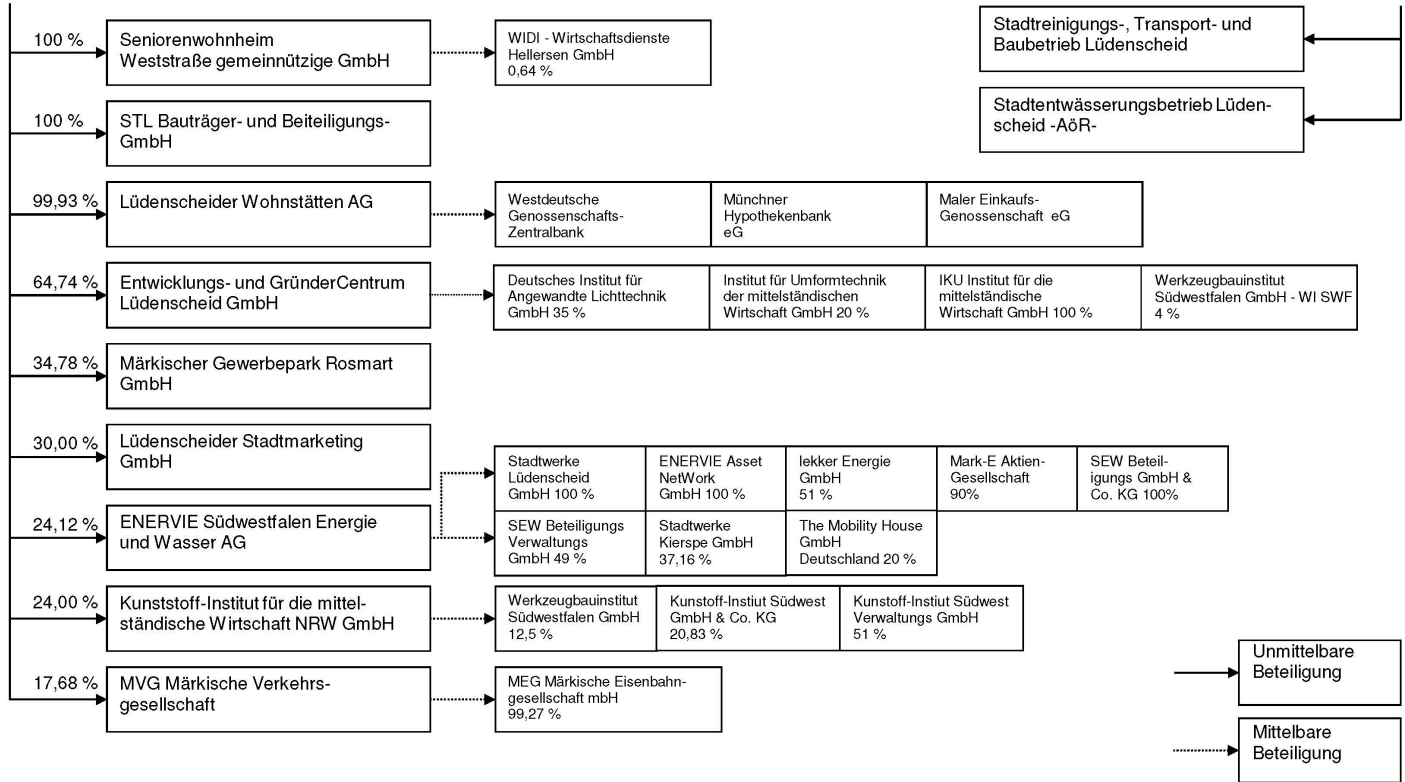 100 %
Seniorenwohnheim
Weststraße gemeinnützige GmbH
WIDI - Wirtschaftsdienste
Hellersen GmbH
0,64 %
Stadtreinigungs-, Transport- und
Baubetrieb Lüdenscheid
Stadtentwässerungsbetrieb Lüden-
scheid -AöR-
100 %
STL Bauträger- und Beiteiligungs-
GmbH
99,93 %
Lüdenscheider Wohnstätten AG
Westdeutsche
Genossenschafts-
Zentralbank
Münchner
Hypothekenbank
eG
Maler Einkaufs-
Genossenschaft eG
64,74 %
Entwicklungs- und GründerCentrum
Lüdenscheid GmbH
Deutsches Institut für
Angewandte Lichttechnik
GmbH 35 %
Institut für Umformtechnik
der mittelständischen
Wirtschaft GmbH 20 %
IKU Institut für die
mittelständische
Wirtschaft GmbH 100 %
Werkzeugbauinstitut
Südwestfalen GmbH - WI SWF
4 %
34,78 %
Märkischer Gewerbepark Rosmart
GmbH
30,00 %
Lüdenscheider Stadtmarketing
GmbH
24,12 %
ENERVIE Südwestfalen Energie
und Wasser AG
Stadtwerke
Lüdenscheid
GmbH 100 %
ENERVIE Asset
NetWork
GmbH 100 %
lekker Energie
GmbH
51 %
Mark-E Aktien-
Gesellschaft
90%
SEW Beteil-
igungs GmbH &
Co. KG 100%
SEW Beteiligungs
Verwaltungs
GmbH 49 %
Stadtwerke
Kierspe GmbH
37,16 %
The Mobility House
GmbH
Deutschland 20 %
24,00 %
Kunststoff-Institut für die mittel-
ständische Wirtschaft NRW GmbH
Werkzeugbauinstitut
Südwestfalen GmbH
12,5 %
Kunstoff-Instiut Südwest
GmbH & Co. KG
20,83 %
Kunstoff-Instiut Südwest
Verwaltungs GmbH
51 %
17,68 %
MVG Märkische Verkehrs-
gesellschaft
MEG Märkische Eisenbahn-
gesellschaft mbH
99,27 %
Unmittelbare
Beteiligung
Mittelbare
Beteiligung